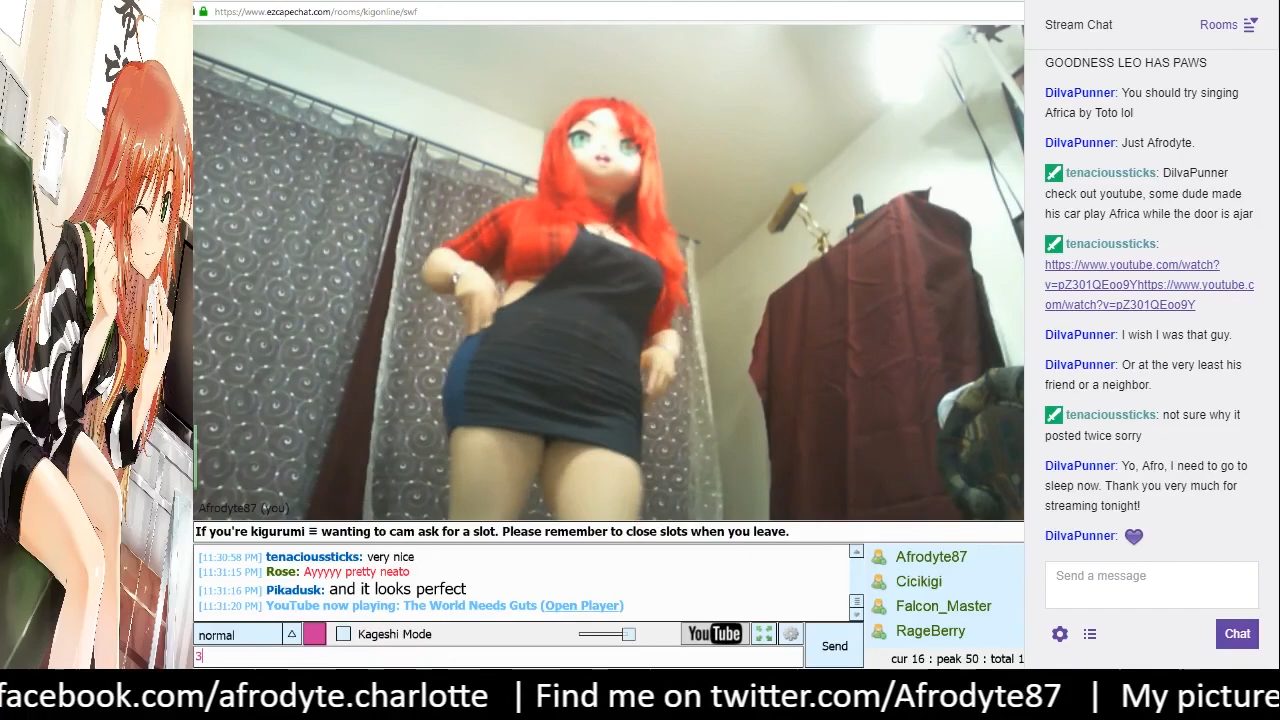 https://www.ezcapechat.com/rooms/kigonline/swf
Afrodyte87 (you)
If you're kigurumi ≡ wanting to cam ask for a slot. Please remember to close slots when you leave.
[11:30:58 PM] tenaciousticks: very nice
[11:31:15 PM] Rose: Ayyyyy pretty neato
[11:31:16 PM] Pikadusk: and it looks perfect
[11:31:20 PM] YouTube now playing: The World Needs Guts (Open Player)
normal
Kageshi Mode
YouTube
Send
3
Afrodyte87
Cicikigi
Falcon_Master
RageBerry
cur 16 : peak 50 : total 1
Stream Chat
Rooms
GOODNESS LEO HAS PAWS
DilvaPunner: You should try singing
Africa by Toto lol
DilvaPunner: Just Afrodyte.
tenacioussticks: DilvaPunner
check out youtube, some dude made
his car play Africa while the door is ajar
tenacioussticks:
https://www.youtube.com/watch?
v=pZ301QEoo9Yhttps://www.youtube.c
om/watch?v=pZ301QEoo9Y
DilvaPunner: I wish I was that guy.
DilvaPunner: Or at the very least his
friend or a neighbor.
tenacioussticks: not sure why it
posted twice sorry
DilvaPunner: Yo, Afro, I need to go to
sleep now. Thank you very much for
streaming tonight!
DilvaPunner: 💜
Send a message
Chat
facebook.com/afrodyte.charlotte | Find me on twitter.com/Afrodyte87 | My picture